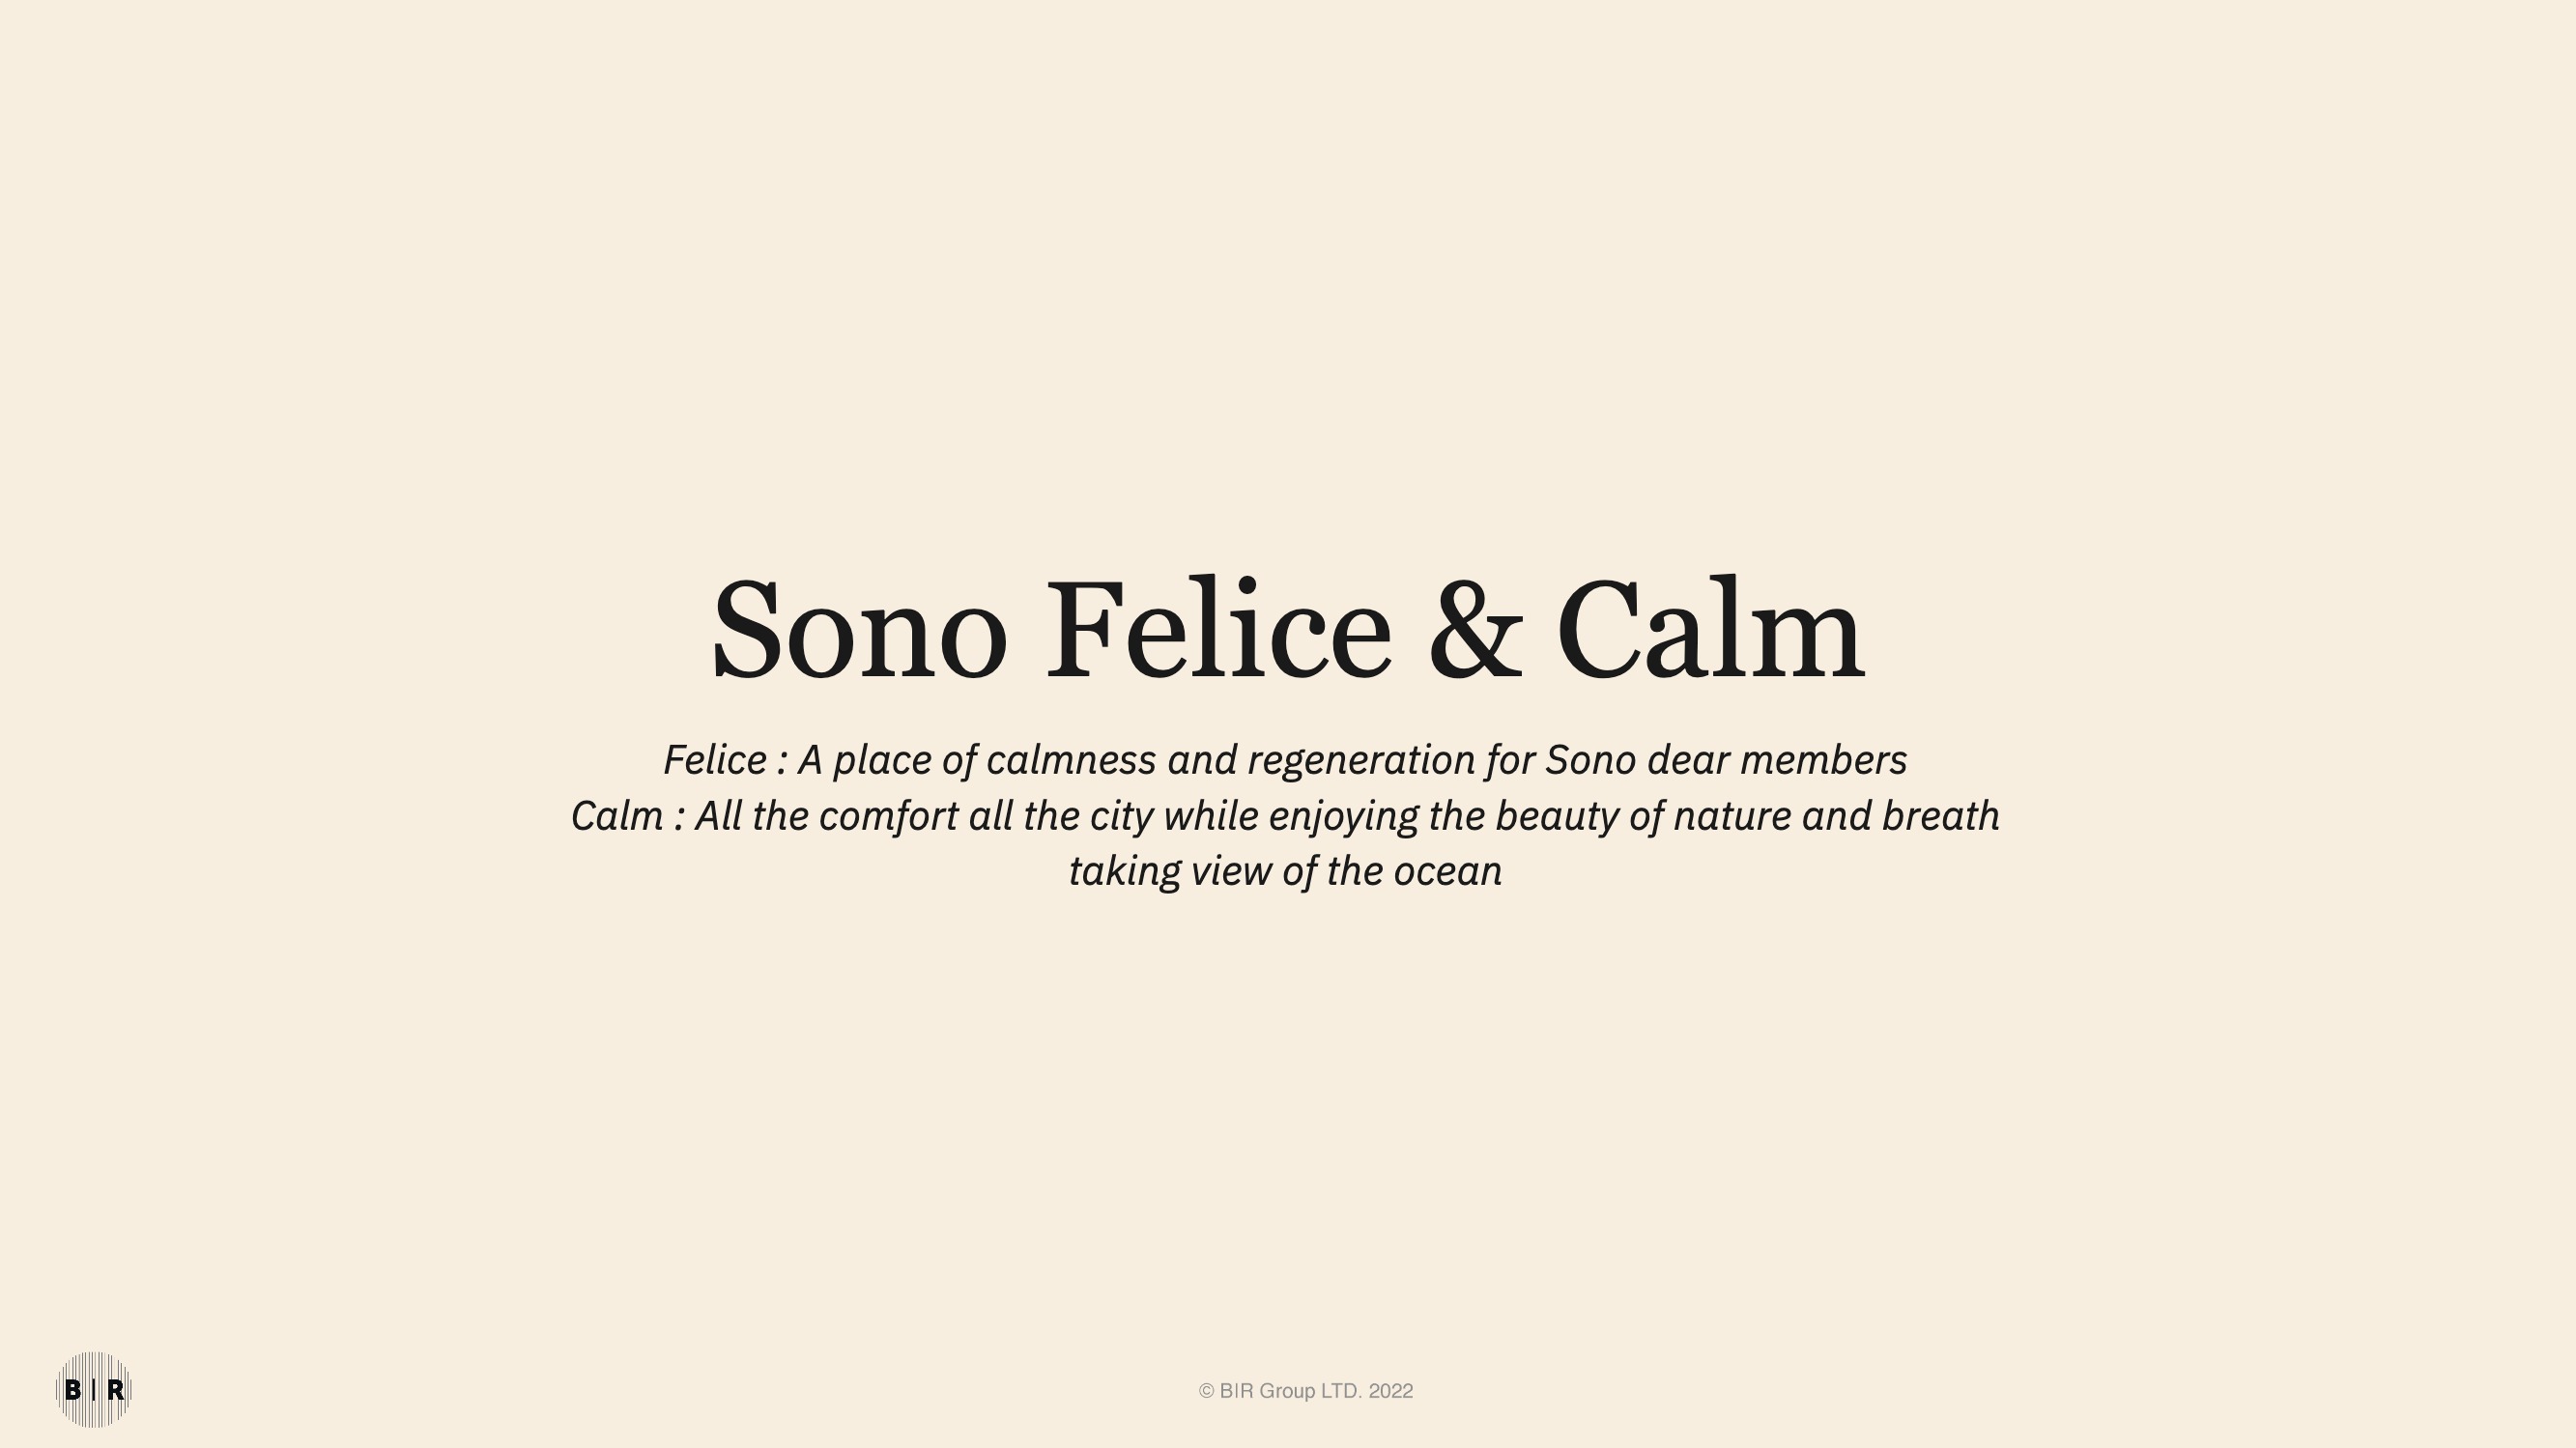 Sono Felice & Calm
Felice : A place of calmness and regeneration for Sono dear members
Calm : All the comfort all the city while enjoying the beauty of nature and breath
taking view of the ocean
B|R
© BIR Group LTD. 2022